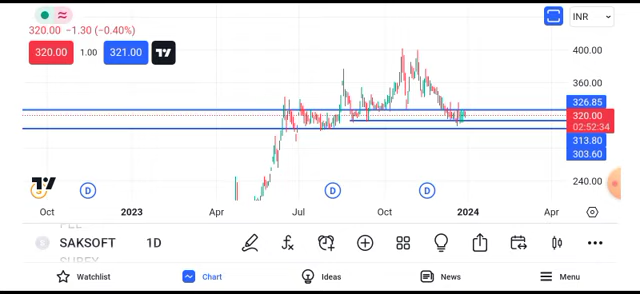 320.00 −1.30 (−0.40%)
INR
320.00 1.00 321.00
400.00
360.00
326.85
320.00
02:52:34
313.80
303.60
240.00
D D D
Oct 2023 Apr Jul Oct 2024 Apr
SAKSOFT 1D
Watchlist Chart Ideas News Menu